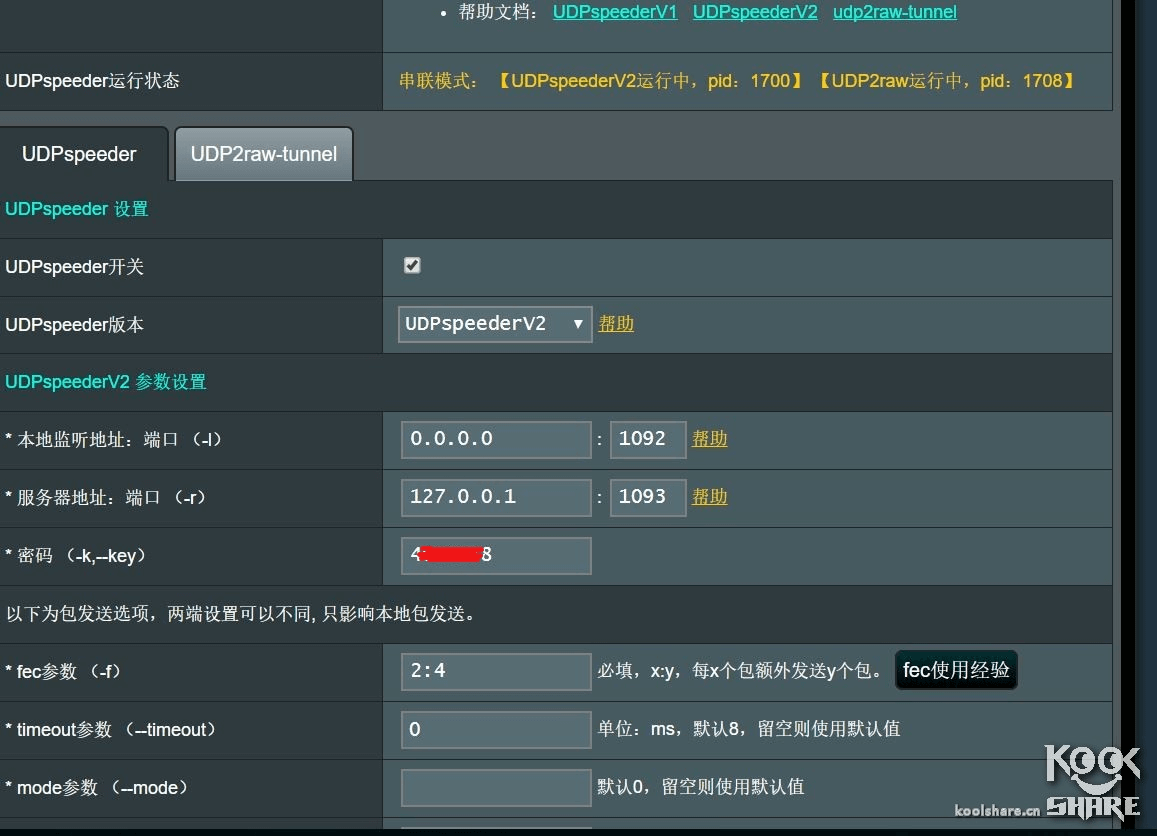 • 帮助文档： UDPspeederV1 UDPspeederV2 udp2raw-tunnel
UDPspeeder运行状态 串联模式： 【UDPspeederV2运行中，pid：1700】【UDP2raw运行中，pid：1708】
UDPspeeder UDP2raw-tunnel
UDPspeeder 设置
UDPspeeder开关
UDPspeeder版本 UDPspeederV2 ▼ 帮助
UDPspeederV2 参数设置
* 本地监听地址：端口 （-l） 0.0.0.0 : 1092 帮助
* 服务器地址：端口 （-r） 127.0.0.1 : 1093 帮助
* 密码 （-k,--key） 4 8
以下为包发送选项，两端设置可以不同, 只影响本地包发送。
* fec参数 （-f） 2:4 必填，x:y，每x个包额外发送y个包。 fec使用经验
* timeout参数 （--timeout） 0 单位：ms，默认8，留空则使用默认值
* mode参数 （--mode） 默认0，留空则使用默认值
KOOL
koolshare.cn SHARE